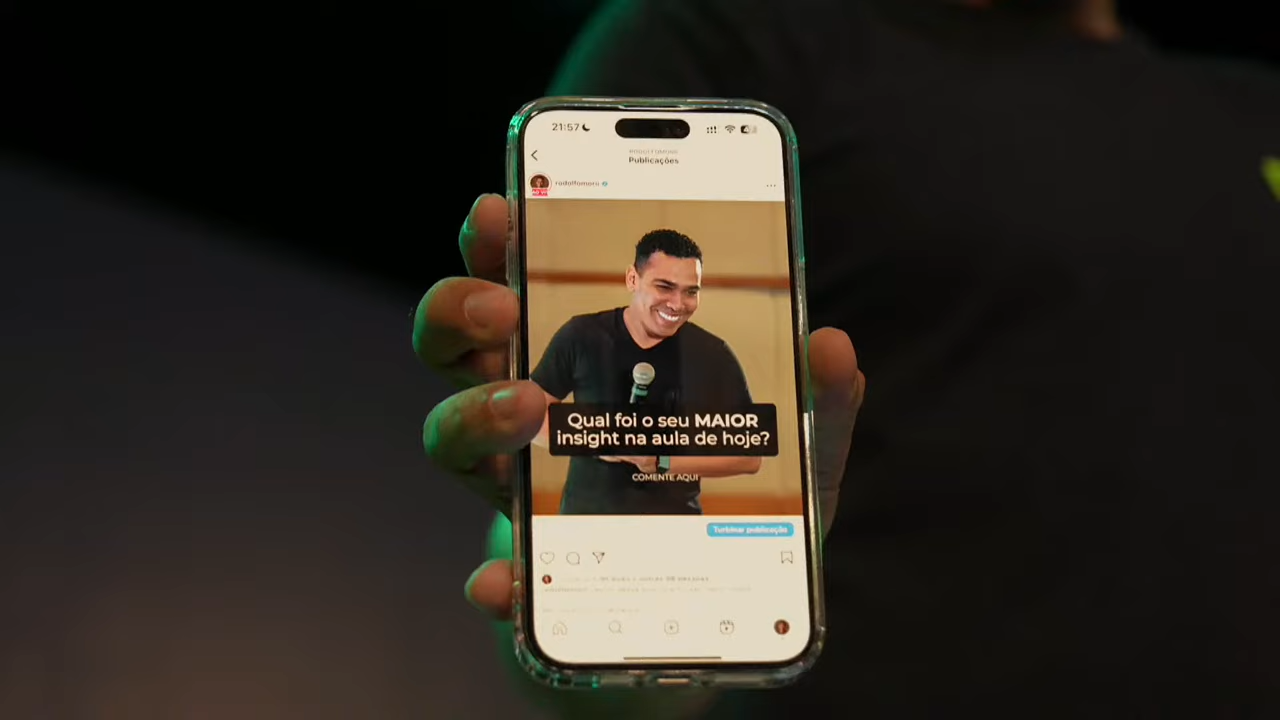 21:57
Publicações
rodolfomoro
Qual foi o seu MAIOR
insight na aula de hoje?
COMENTE AQUI
Turbinar publicação